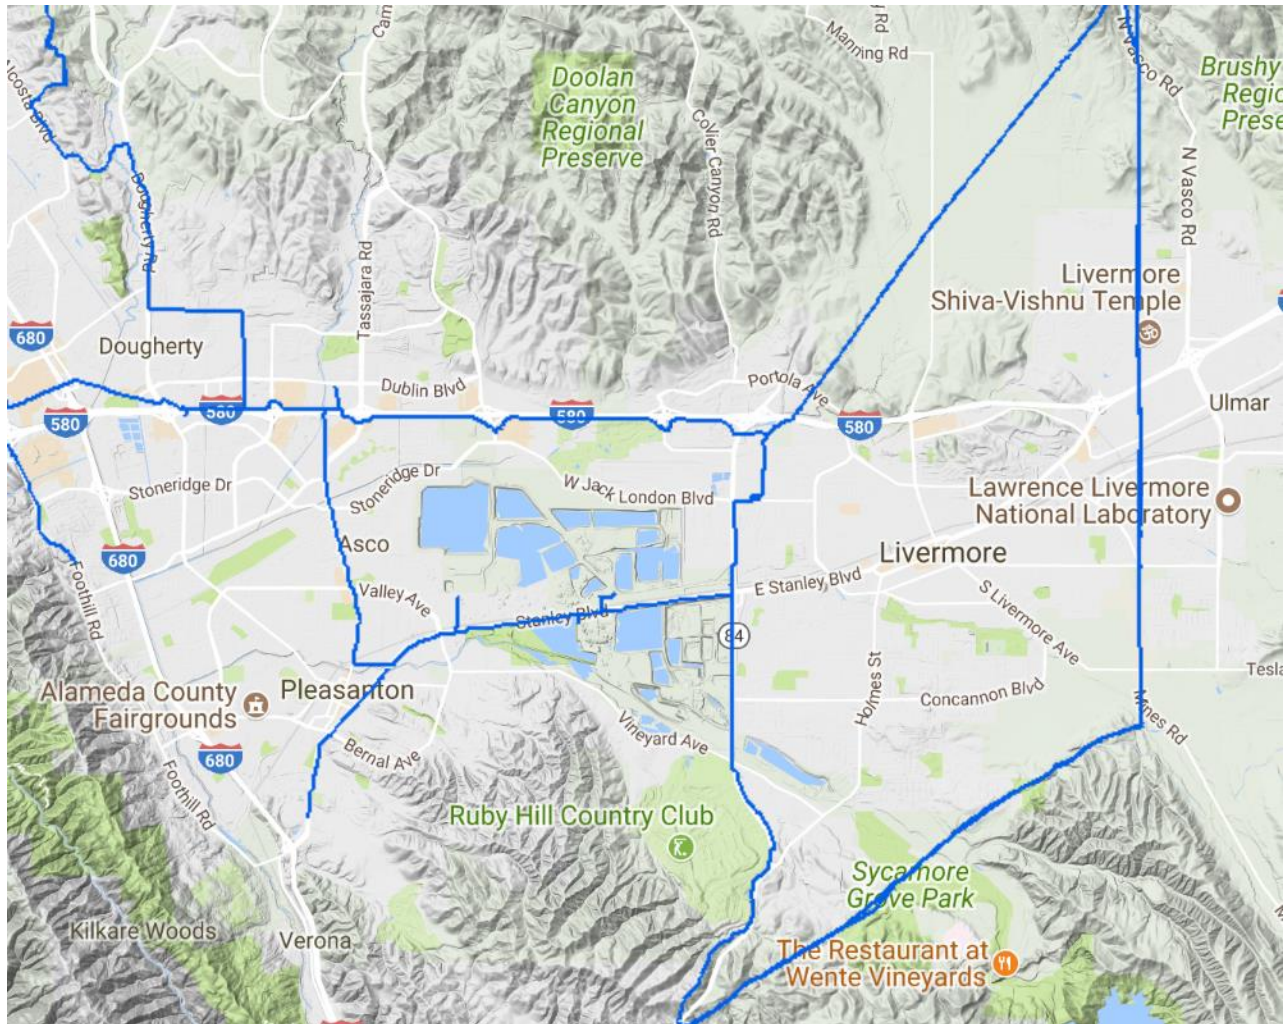 Alcosta Blvd
Cam
y Rd
Manning Rd
N Vasco Rd
Brushy
Regio
Prese
Doolan
Canyon
Regional
Preserve
Collier Canyon Rd
N Vasco Rd
Dougherty Rd
Tassajara Rd
Livermore
Shiva-Vishnu Temple
680
Dougherty
Dublin Blvd
Portola Ave
580
580
580
580
Ulmar
Stoneridge Dr
Stoneridge Dr
W Jack London Blvd
Lawrence Livermore
National Laboratory
680
Asco
Livermore
Foothill Rd
Valley Ave
E Stanley Blvd
Stanley Blvd
S Livermore Ave
84
Alameda County
Fairgrounds
Pleasanton
Holmes St
Concannon Blvd
Tesla
Mines Rd
Bernal Ave
Vineyard Ave
680
Foothill Rd
Ruby Hill Country Club
Sycamore
Grove Park
Kilkare Woods
Verona
The Restaurant at
Wente Vineyards